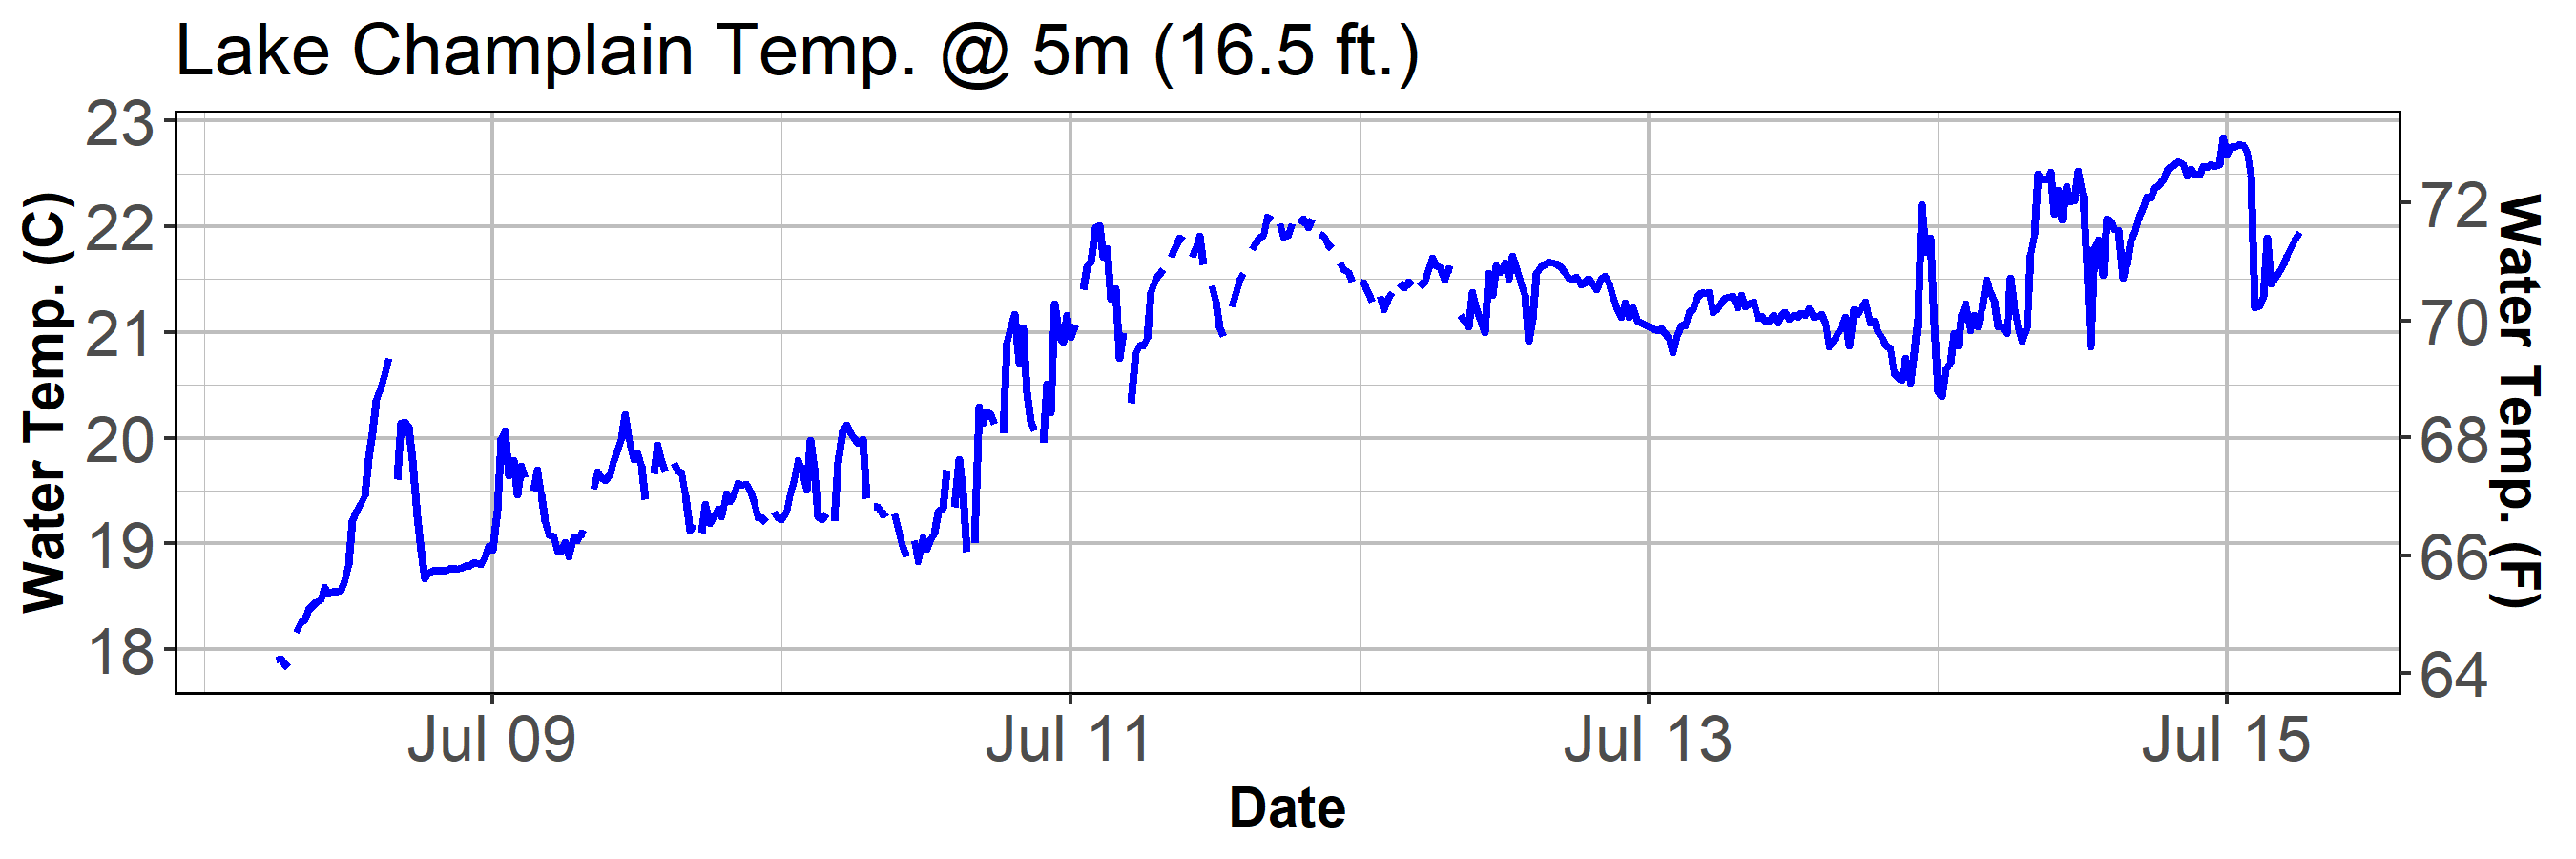 Lake Champlain Temp. @ 5m (16.5 ft.)
Water Temp. (C)
23
22
21
20
19
18
72
70
68
66
64
Water Temp. (F)
Jul 09 Jul 11 Jul 13 Jul 15
Date